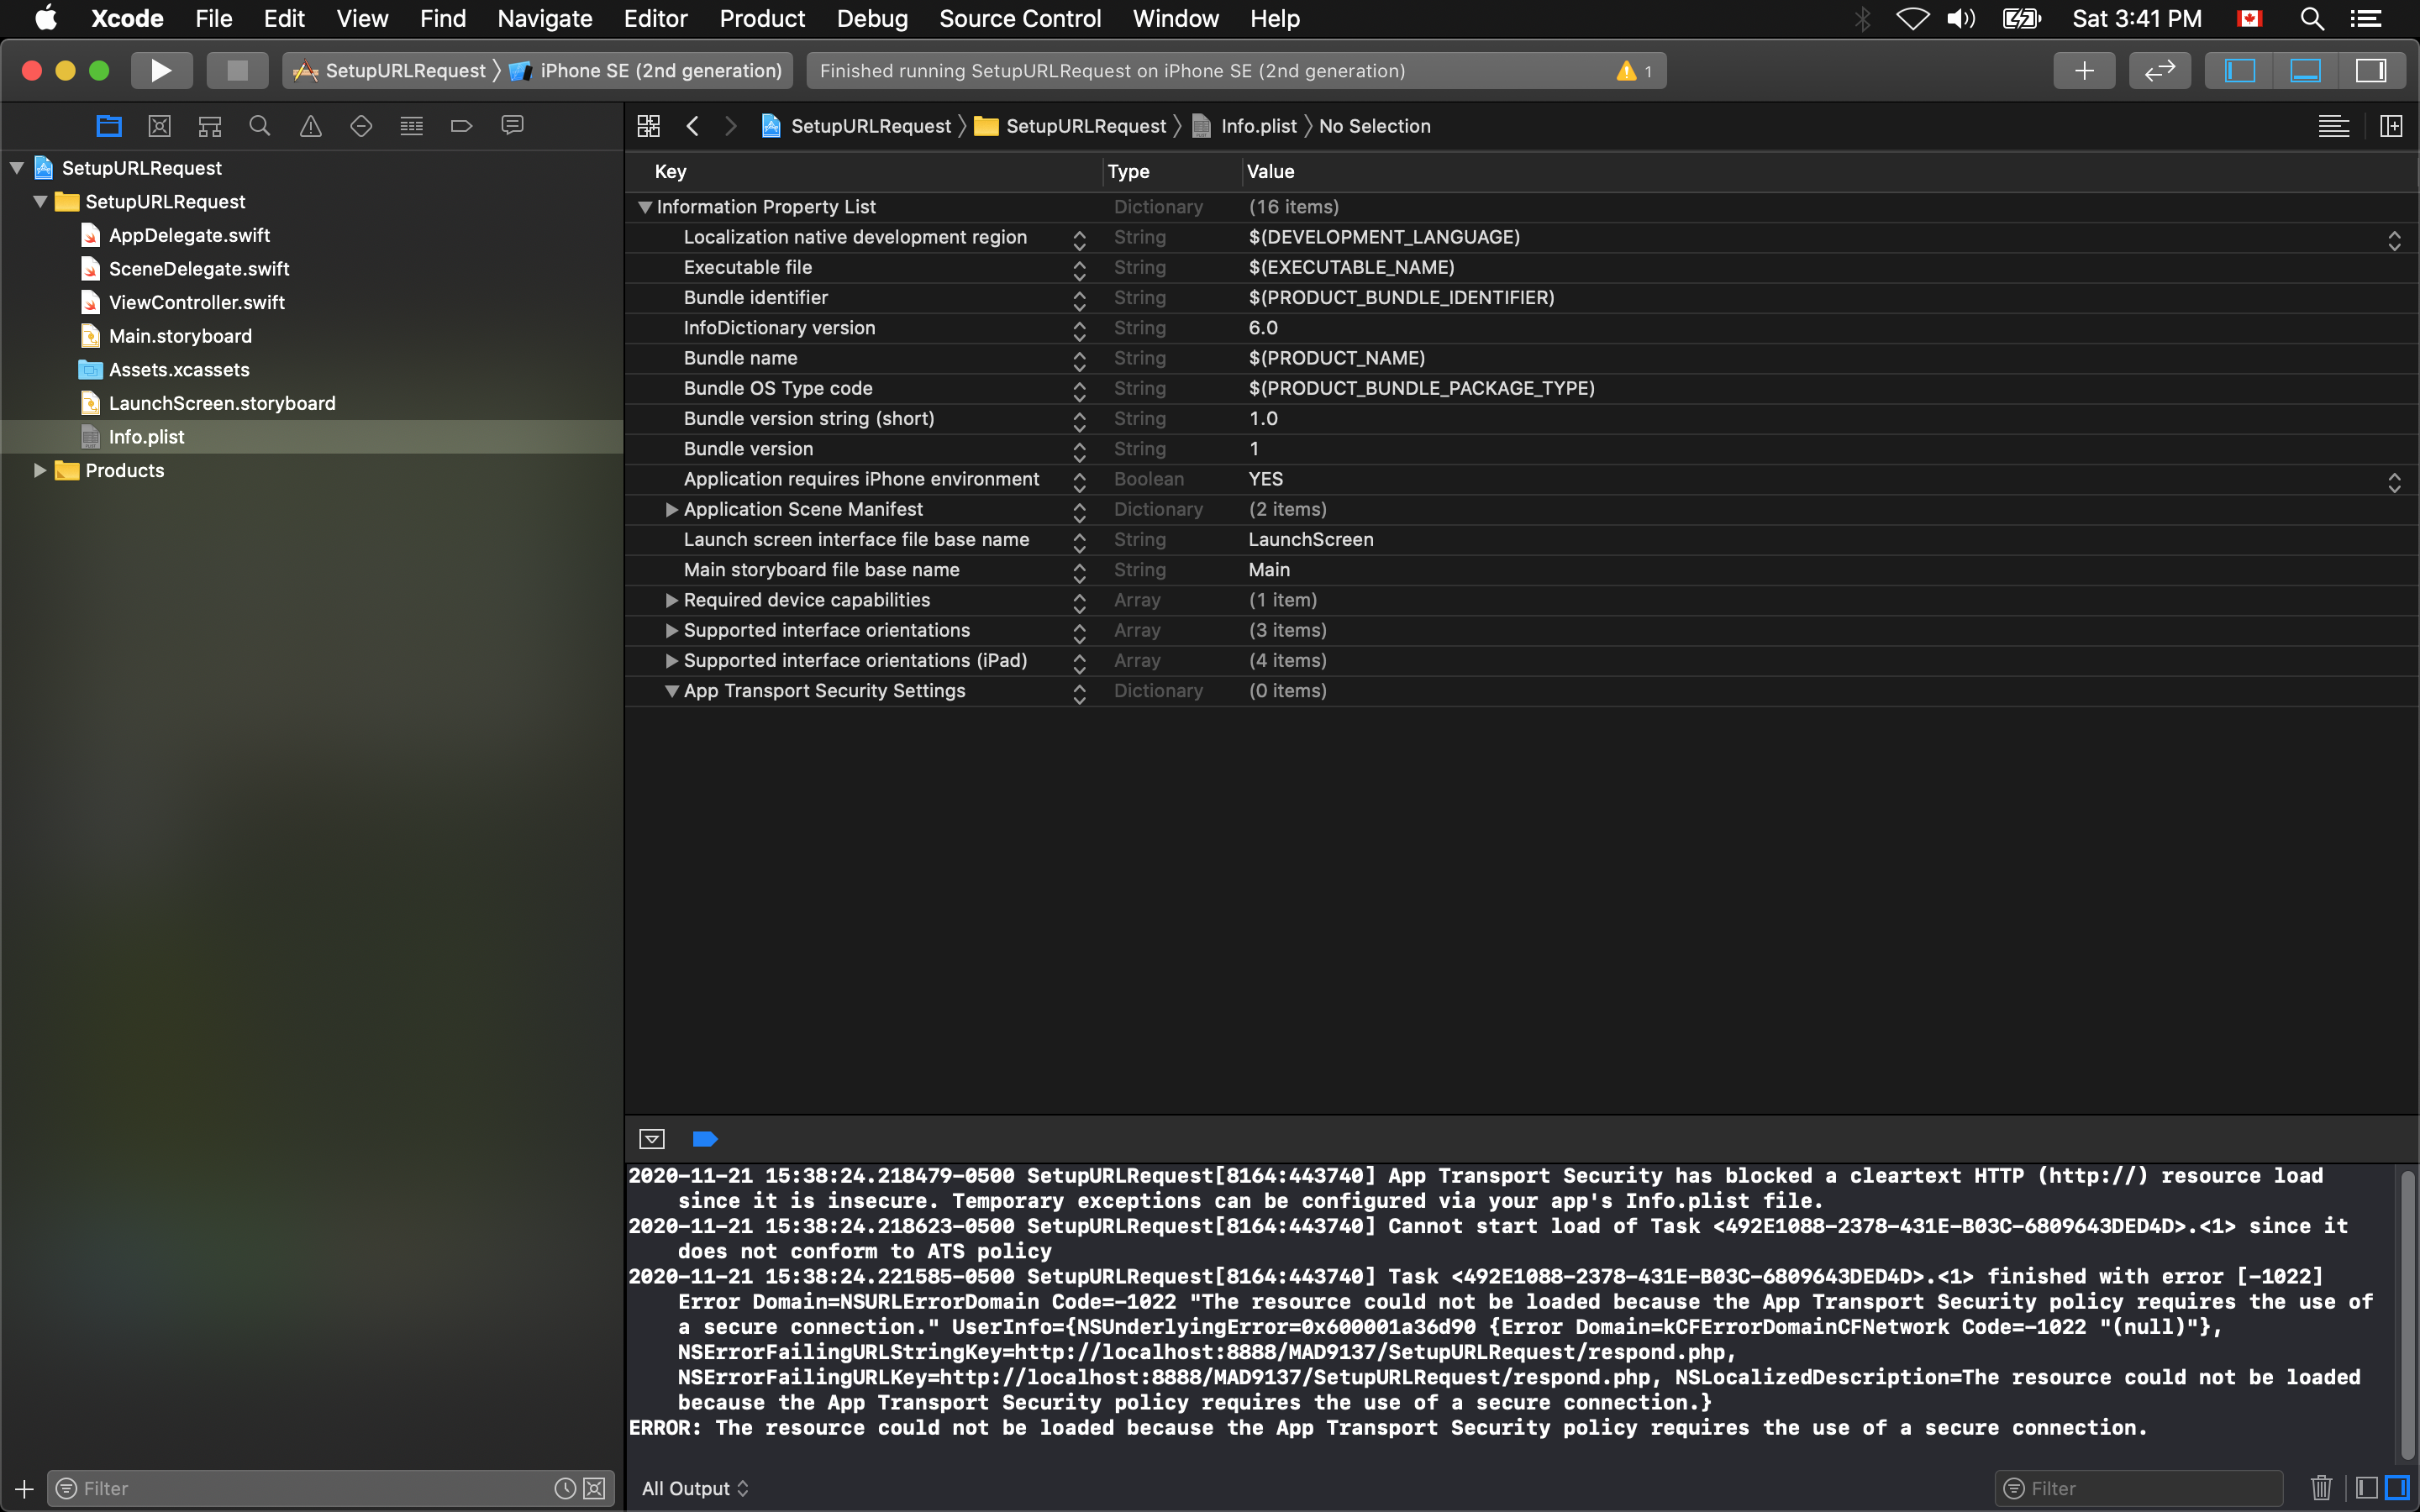 Xcode File Edit View Find Navigate Editor Product Debug Source Control Window Help Sat 3:41 PM
SetupURLRequest iPhone SE (2nd generation) Finished running SetupURLRequest on iPhone SE (2nd generation) 1
SetupURLRequest SetupURLRequest Info.plist No Selection
SetupURLRequest
SetupURLRequest
AppDelegate.swift
SceneDelegate.swift
ViewController.swift
Main.storyboard
Assets.xcassets
LaunchScreen.storyboard
Info.plist
Products
Filter
Key Type Value
Information Property List Dictionary (16 items)
Localization native development region String $(DEVELOPMENT_LANGUAGE)
Executable file String $(EXECUTABLE_NAME)
Bundle identifier String $(PRODUCT_BUNDLE_IDENTIFIER)
InfoDictionary version String 6.0
Bundle name String $(PRODUCT_NAME)
Bundle OS Type code String $(PRODUCT_BUNDLE_PACKAGE_TYPE)
Bundle version string (short) String 1.0
Bundle version String 1
Application requires iPhone environment Boolean YES
Application Scene Manifest Dictionary (2 items)
Launch screen interface file base name String LaunchScreen
Main storyboard file base name String Main
Required device capabilities Array (1 item)
Supported interface orientations Array (3 items)
Supported interface orientations (iPad) Array (4 items)
App Transport Security Settings Dictionary (0 items)
2020-11-21 15:38:24.218479-0500 SetupURLRequest[8164:443740] App Transport Security has blocked a cleartext HTTP (http://) resource load
since it is insecure. Temporary exceptions can be configured via your app's Info.plist file.
2020-11-21 15:38:24.218623-0500 SetupURLRequest[8164:443740] Cannot start load of Task <492E1088-2378-431E-B03C-6809643DED4D>.<1> since it
does not conform to ATS policy
2020-11-21 15:38:24.221585-0500 SetupURLRequest[8164:443740] Task <492E1088-2378-431E-B03C-6809643DED4D>.<1> finished with error [-1022]
Error Domain=NSURLErrorDomain Code=-1022 "The resource could not be loaded because the App Transport Security policy requires the use of
a secure connection." UserInfo={NSUnderlyingError=0x600001a36d90 {Error Domain=kCFErrorDomainCFNetwork Code=-1022 "(null)"},
NSErrorFailingURLStringKey=http://localhost:8888/MAD9137/SetupURLRequest/respond.php,
NSErrorFailingURLKey=http://localhost:8888/MAD9137/SetupURLRequest/respond.php, NSLocalizedDescription=The resource could not be loaded
because the App Transport Security policy requires the use of a secure connection.}
ERROR: The resource could not be loaded because the App Transport Security policy requires the use of a secure connection.
All Output Filter